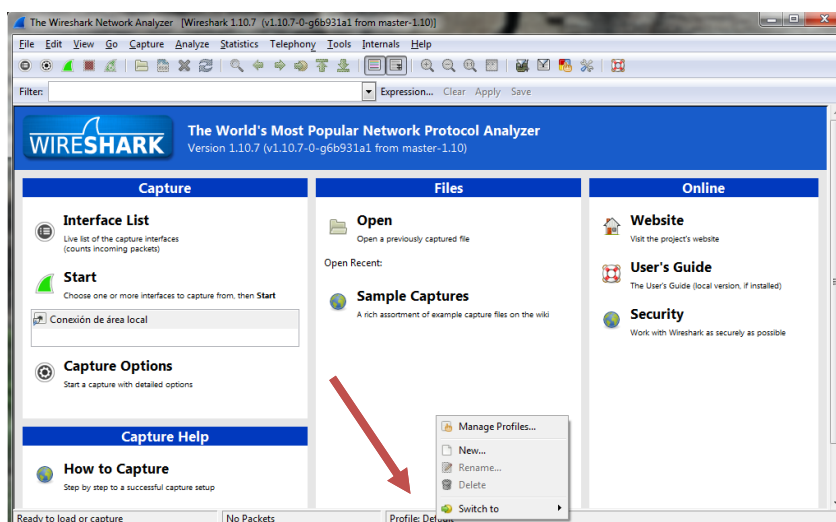 The Wireshark Network Analyzer [Wireshark 1.10.7 (v1.10.7-0-g6b931a1 from master-1.10)]
File Edit View Go Capture Analyze Statistics Telephony Tools Internals Help
Filter: Expression... Clear Apply Save
WIRESHARK
The World's Most Popular Network Protocol Analyzer
Version 1.10.7 (v1.10.7-0-g6b931a1 from master-1.10)
Capture
Interface List
Live list of the capture interfaces
(counts incoming packets)
Start
Choose one or more interfaces to capture from, then Start
Conexión de área local
Capture Options
Start a capture with detailed options
Capture Help
How to Capture
Step by step to a successful capture setup
Files
Open
Open a previously captured file
Open Recent:
Sample Captures
A rich assortment of example capture files on the wiki
Online
Website
Visit the project's website
User's Guide
The User's Guide (local version, if installed)
Security
Work with Wireshark as securely as possible
Manage Profiles...
New...
Rename...
Delete
Switch to
Ready to load or capture
No Packets
Profile: Default